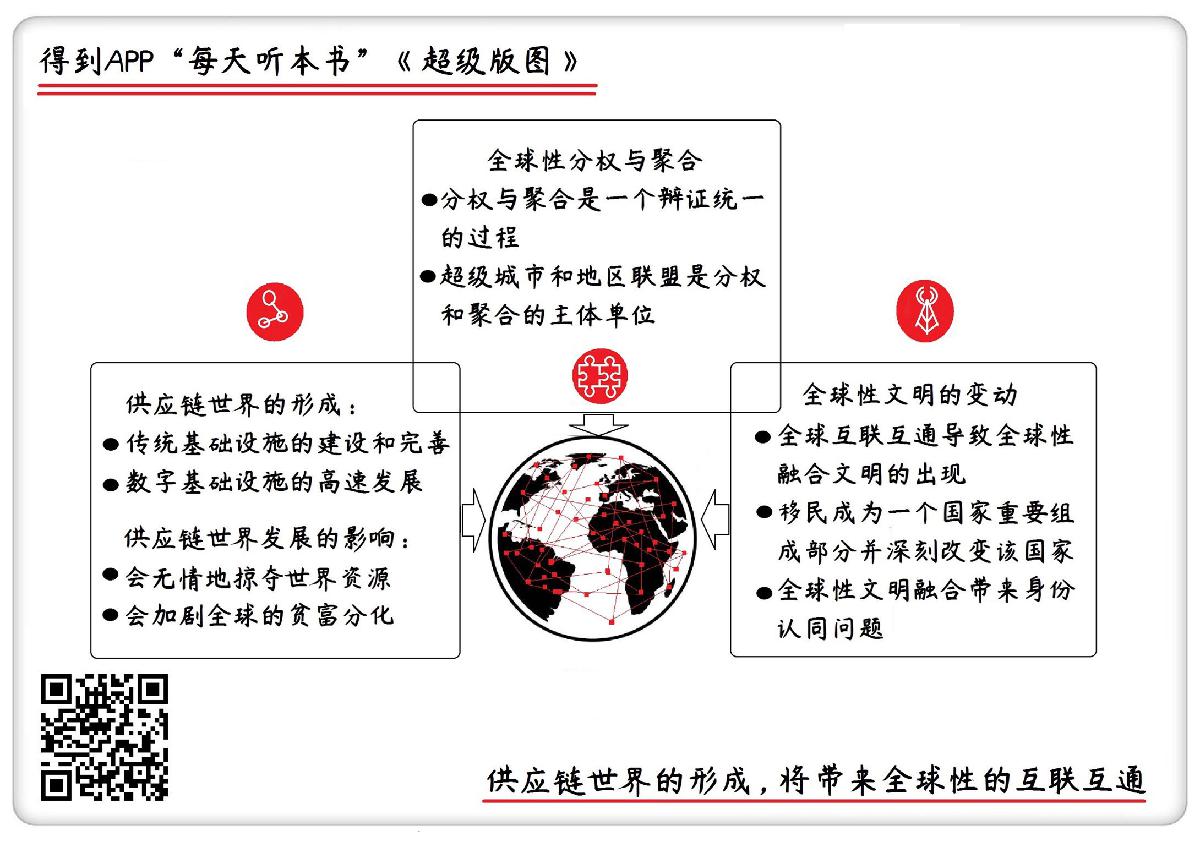 得到APP“每天听本书”《超级版图》
全球性分权与聚合
●分权与聚合是一个辩证统一
的过程
●超级城市和地区联盟是分权
和聚合的主体单位
供应链世界的形成：
●传统基础设施的建设和完善
●数字基础设施的高速发展
供应链世界发展的影响：
●会无情地掠夺世界资源
●会加剧全球的贫富分化
全球性文明的变动
●全球互联互通导致全球性
融合文明的出现
●移民成为一个国家重要组
成部分并深刻改变该国家
●全球性文明融合带来身份
认同问题
供应链世界的形成，将带来全球性的互联互通